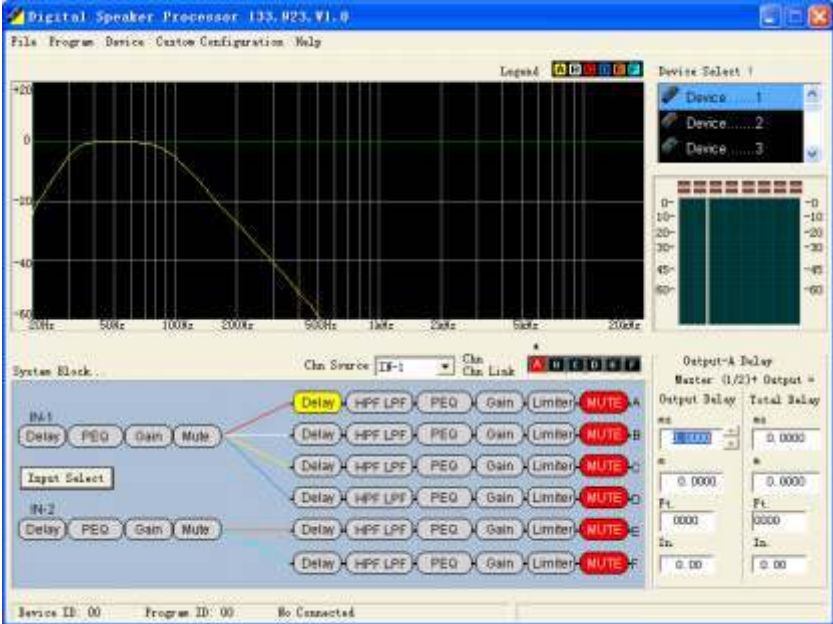 Digital Speaker Processor 133.W23.V1.0
File Program Device Custom Configuration Help
Legend A B C D E F
Device Select !
Device......1
Device......2
Device......3
+20
0
-20
-40
-60
20Hz 50Hz 100Hz 200Hz 500Hz 1kHz 2kHz 5kHz 20kHz
0- -0
10- -10
20- -20
30- -30
45- -45
60- -60
System Block...
Chn Source IN-1 Chn Chn Link A B C D E F
IN-1
Delay PEQ Gain Mute
Input Select
IN-2
Delay PEQ Gain Mute
Delay HPF LPF PEQ Gain Limiter MUTE A
Delay HPF LPF PEQ Gain Limiter MUTE B
Delay HPF LPF PEQ Gain Limiter MUTE C
Delay HPF LPF PEQ Gain Limiter MUTE D
Delay HPF LPF PEQ Gain Limiter MUTE E
Delay HPF LPF PEQ Gain Limiter MUTE F
Output-A Delay
Master (1/2)+ Output =
Output Delay Total Delay
ms ms
0.0000 0.0000
m m
0.0000 0.0000
Ft. Ft.
0000 0000
In. In.
0.00 0.00
Device ID: 00 Program ID: 00 No Connected